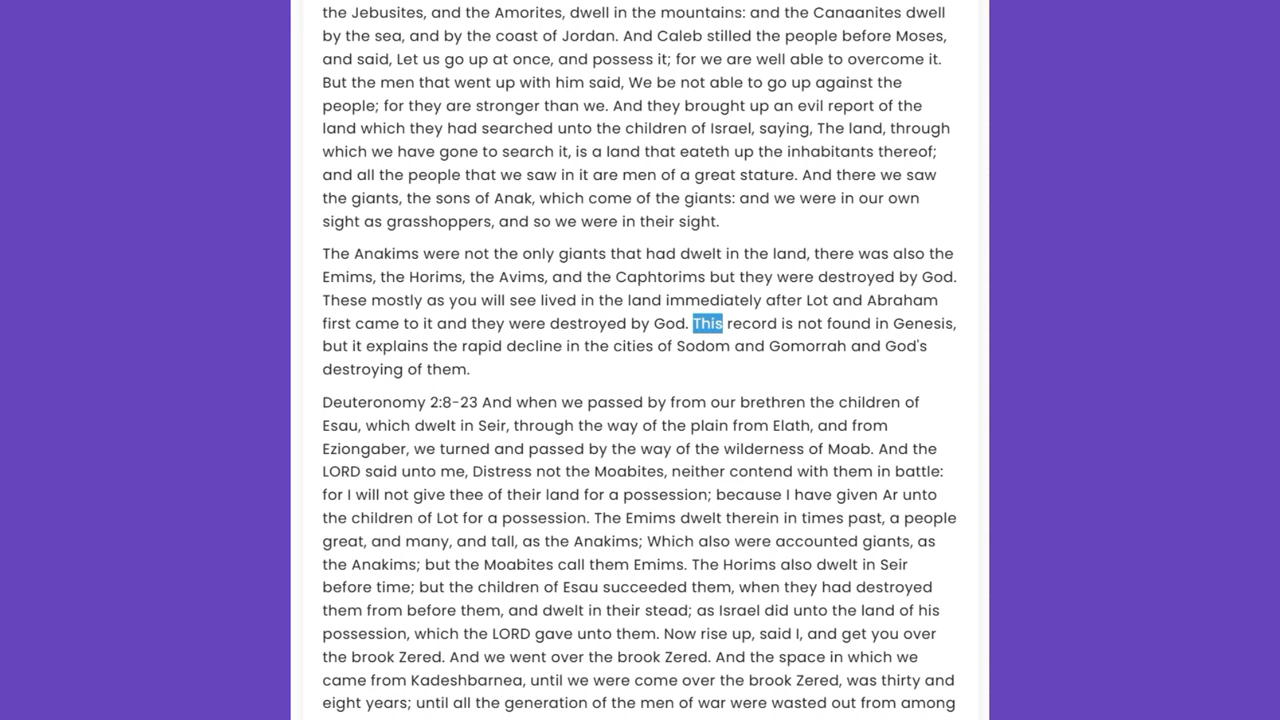 the Jebusites, and the Amorites, dwell in the mountains: and the Canaanites dwell
by the sea, and by the coast of Jordan. And Caleb stilled the people before Moses,
and said, Let us go up at once, and possess it; for we are well able to overcome it.
But the men that went up with him said, We be not able to go up against the
people; for they are stronger than we. And they brought up an evil report of the
land which they had searched unto the children of Israel, saying, The land, through
which we have gone to search it, is a land that eateth up the inhabitants thereof;
and all the people that we saw in it are men of a great stature. And there we saw
the giants, the sons of Anak, which come of the giants: and we were in our own
sight as grasshoppers, and so we were in their sight.
The Anakims were not the only giants that had dwelt in the land, there was also the
Emims, the Horims, the Avims, and the Caphtorims but they were destroyed by God.
These mostly as you will see lived in the land immediately after Lot and Abraham
first came to it and they were destroyed by God. This record is not found in Genesis,
but it explains the rapid decline in the cities of Sodom and Gomorrah and God's
destroying of them.
Deuteronomy 2:8-23 And when we passed by from our brethren the children of
Esau, which dwelt in Seir, through the way of the plain from Elath, and from
Eziongaber, we turned and passed by the way of the wilderness of Moab. And the
LORD said unto me, Distress not the Moabites, neither contend with them in battle:
for I will not give thee of their land for a possession; because I have given Ar unto
the children of Lot for a possession. The Emims dwelt therein in times past, a people
great, and many, and tall, as the Anakims; Which also were accounted giants, as
the Anakims; but the Moabites call them Emims. The Horims also dwelt in Seir
before time; but the children of Esau succeeded them, when they had destroyed
them from before them, and dwelt in their stead; as Israel did unto the land of his
possession, which the LORD gave unto them. Now rise up, said I, and get you over
the brook Zered. And we went over the brook Zered. And the space in which we
came from Kadeshbarnea, until we were come over the brook Zered, was thirty and
eight years; until all the generation of the men of war were wasted out from among